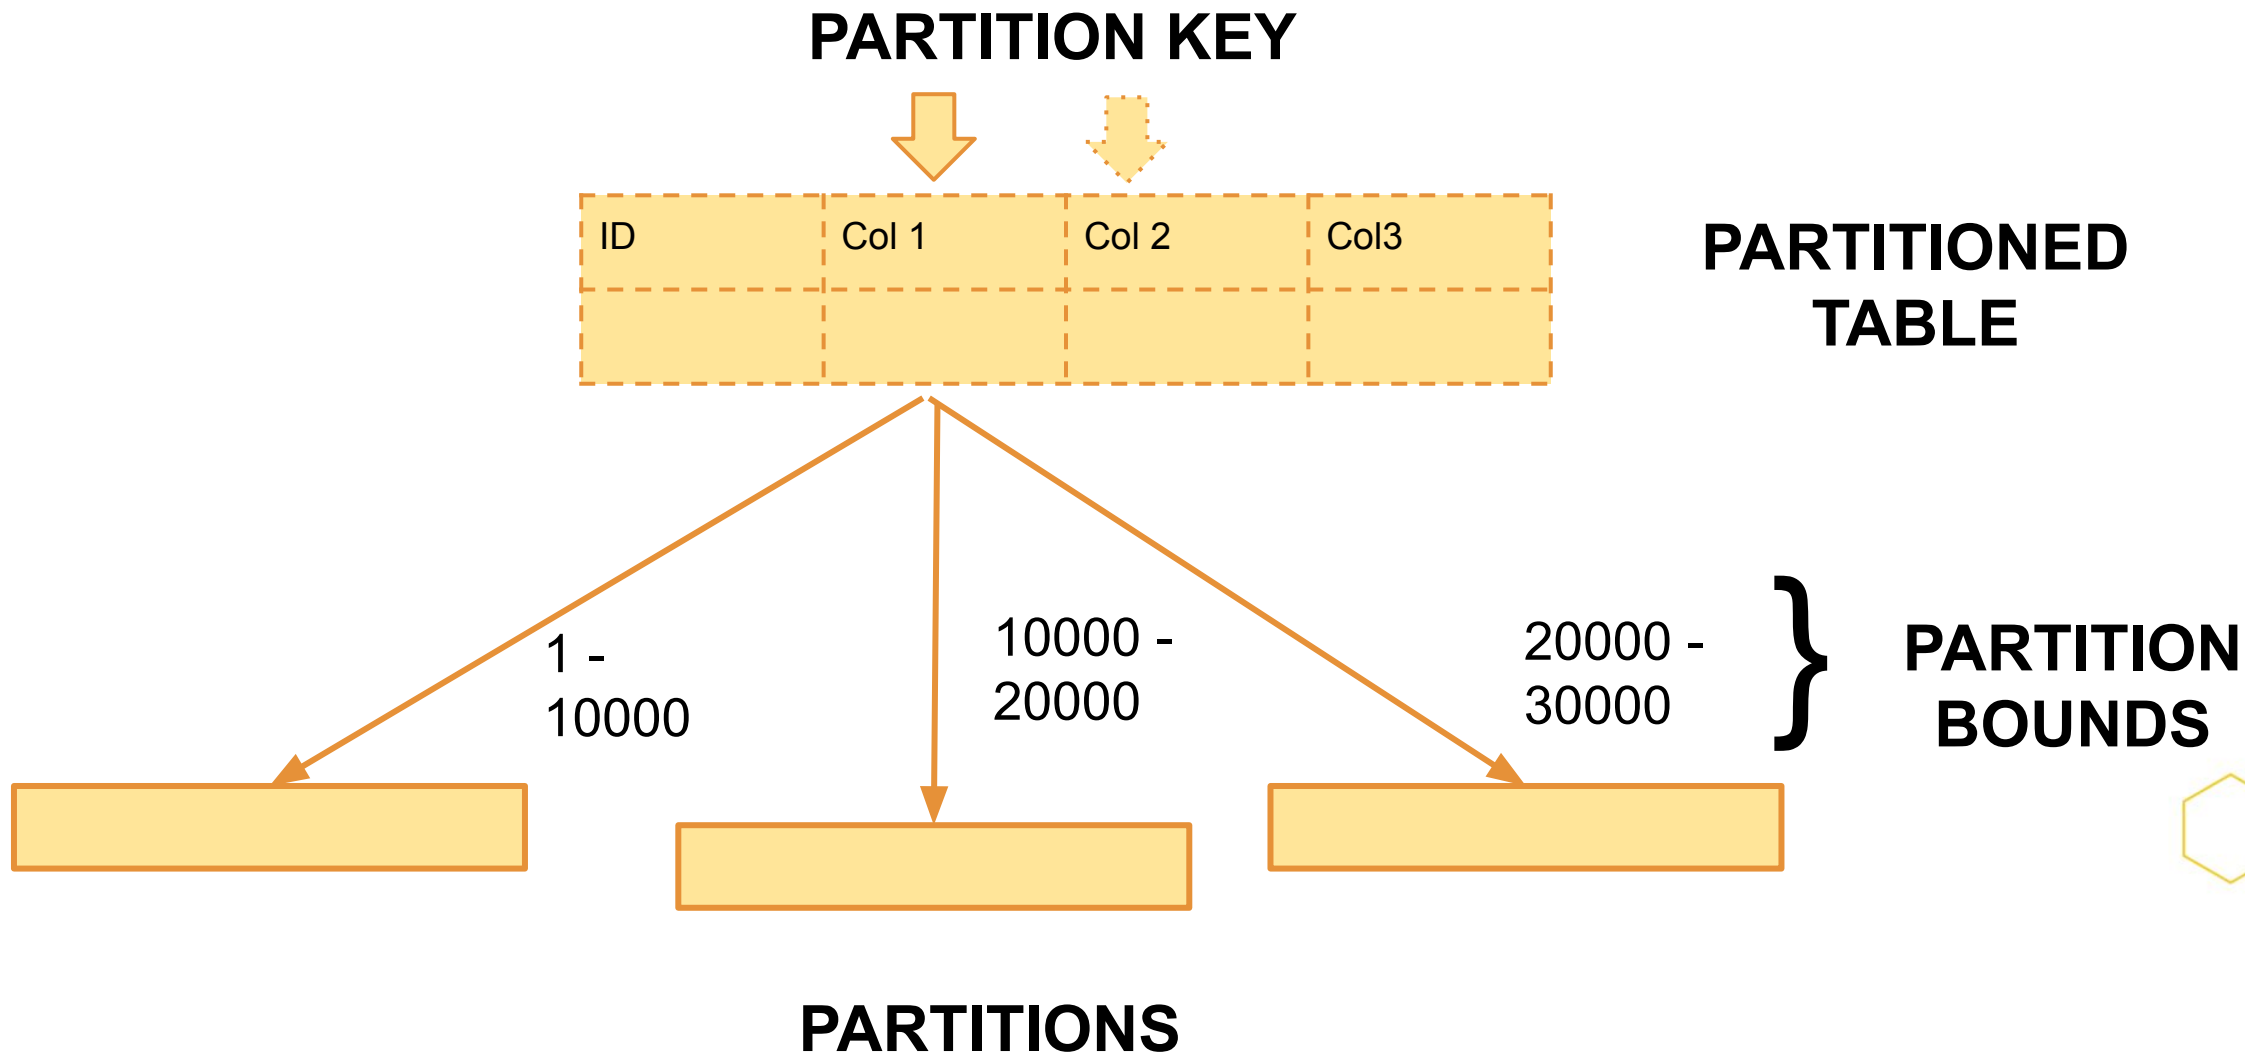 PARTITION KEY
ID
Col 1
Col 2
Col3
PARTITIONED
TABLE
1 -
10000
10000 -
20000
20000 -
30000
}
PARTITION
BOUNDS
PARTITIONS